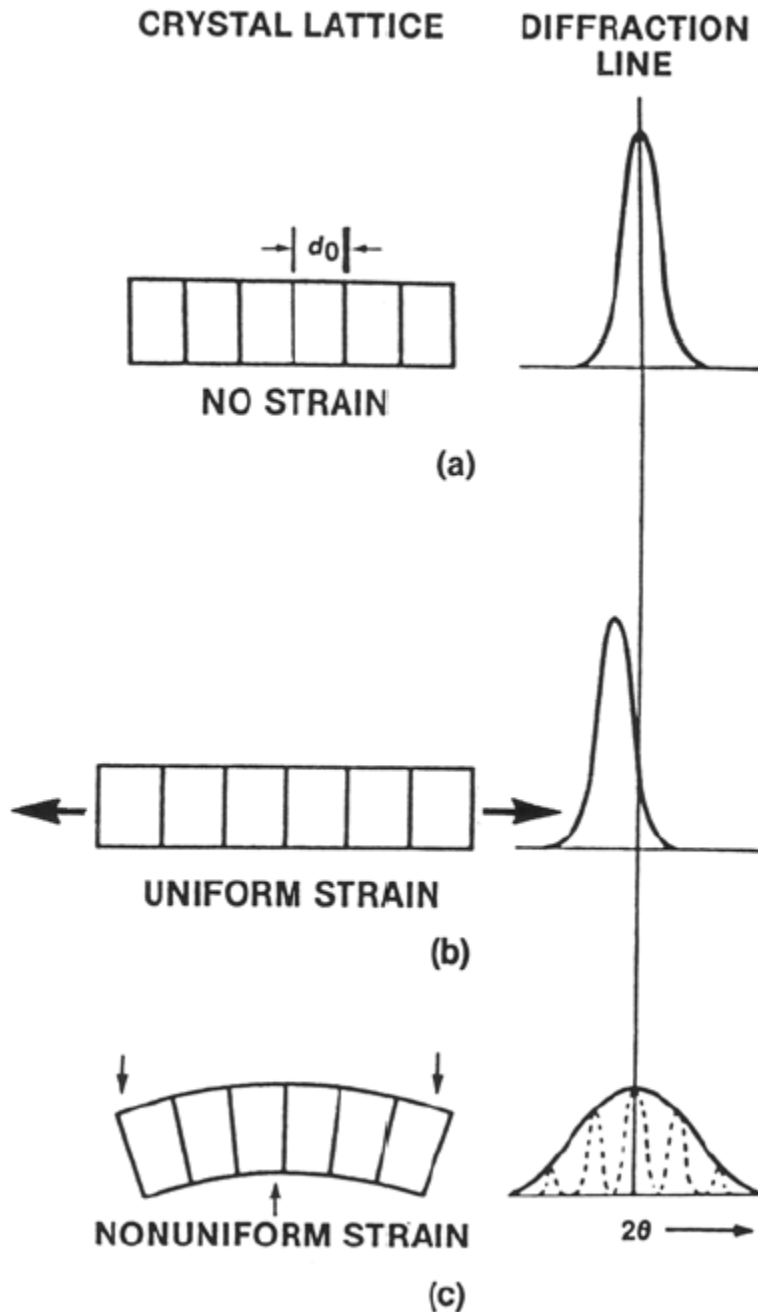 CRYSTAL LATTICE
DIFFRACTION
LINE
d0
NO STRAIN
(a)
UNIFORM STRAIN
(b)
NONUNIFORM STRAIN
2θ
(c)